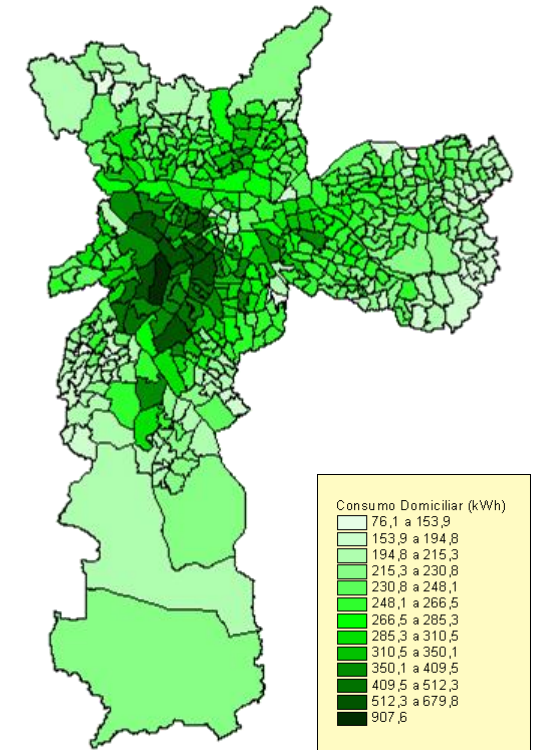 Consumo Domiciliar (kWh)
76,1 a 153,9
153,9 a 194,8
194,8 a 215,3
215,3 a 230,8
230,8 a 248,1
248,1 a 266,5
266,5 a 285,3
285,3 a 310,5
310,5 a 350,1
350,1 a 409,5
409,5 a 512,3
512,3 a 679,8
907,6